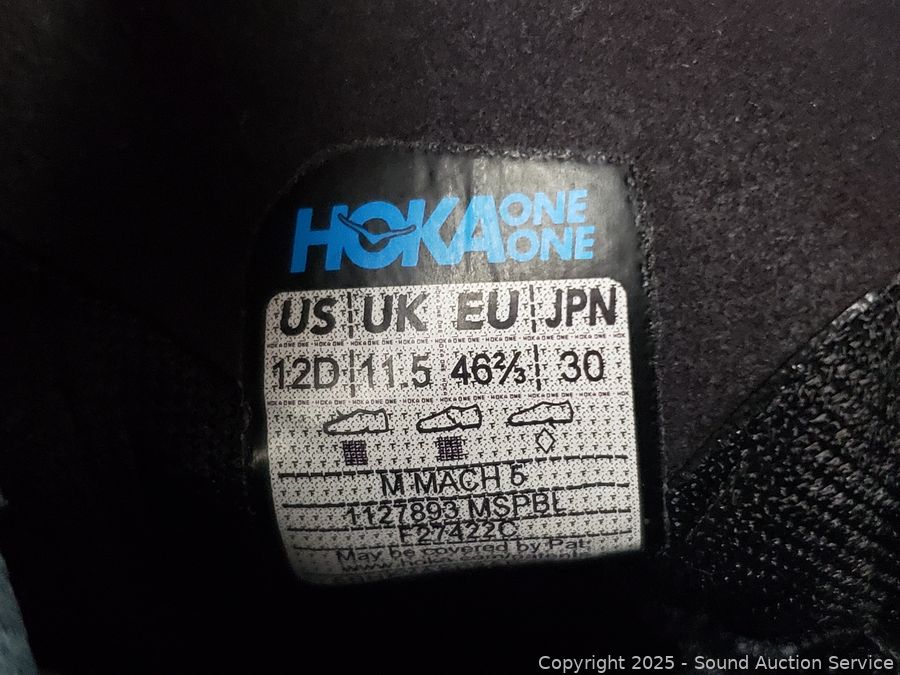 HOKA ONE ONE
US UK EU JPN
12D 11.5 46⅔ 30
M MACH 5
1127893 MSPBL
F27422C
May be covered by Pat:
Copyright 2025 - Sound Auction Service